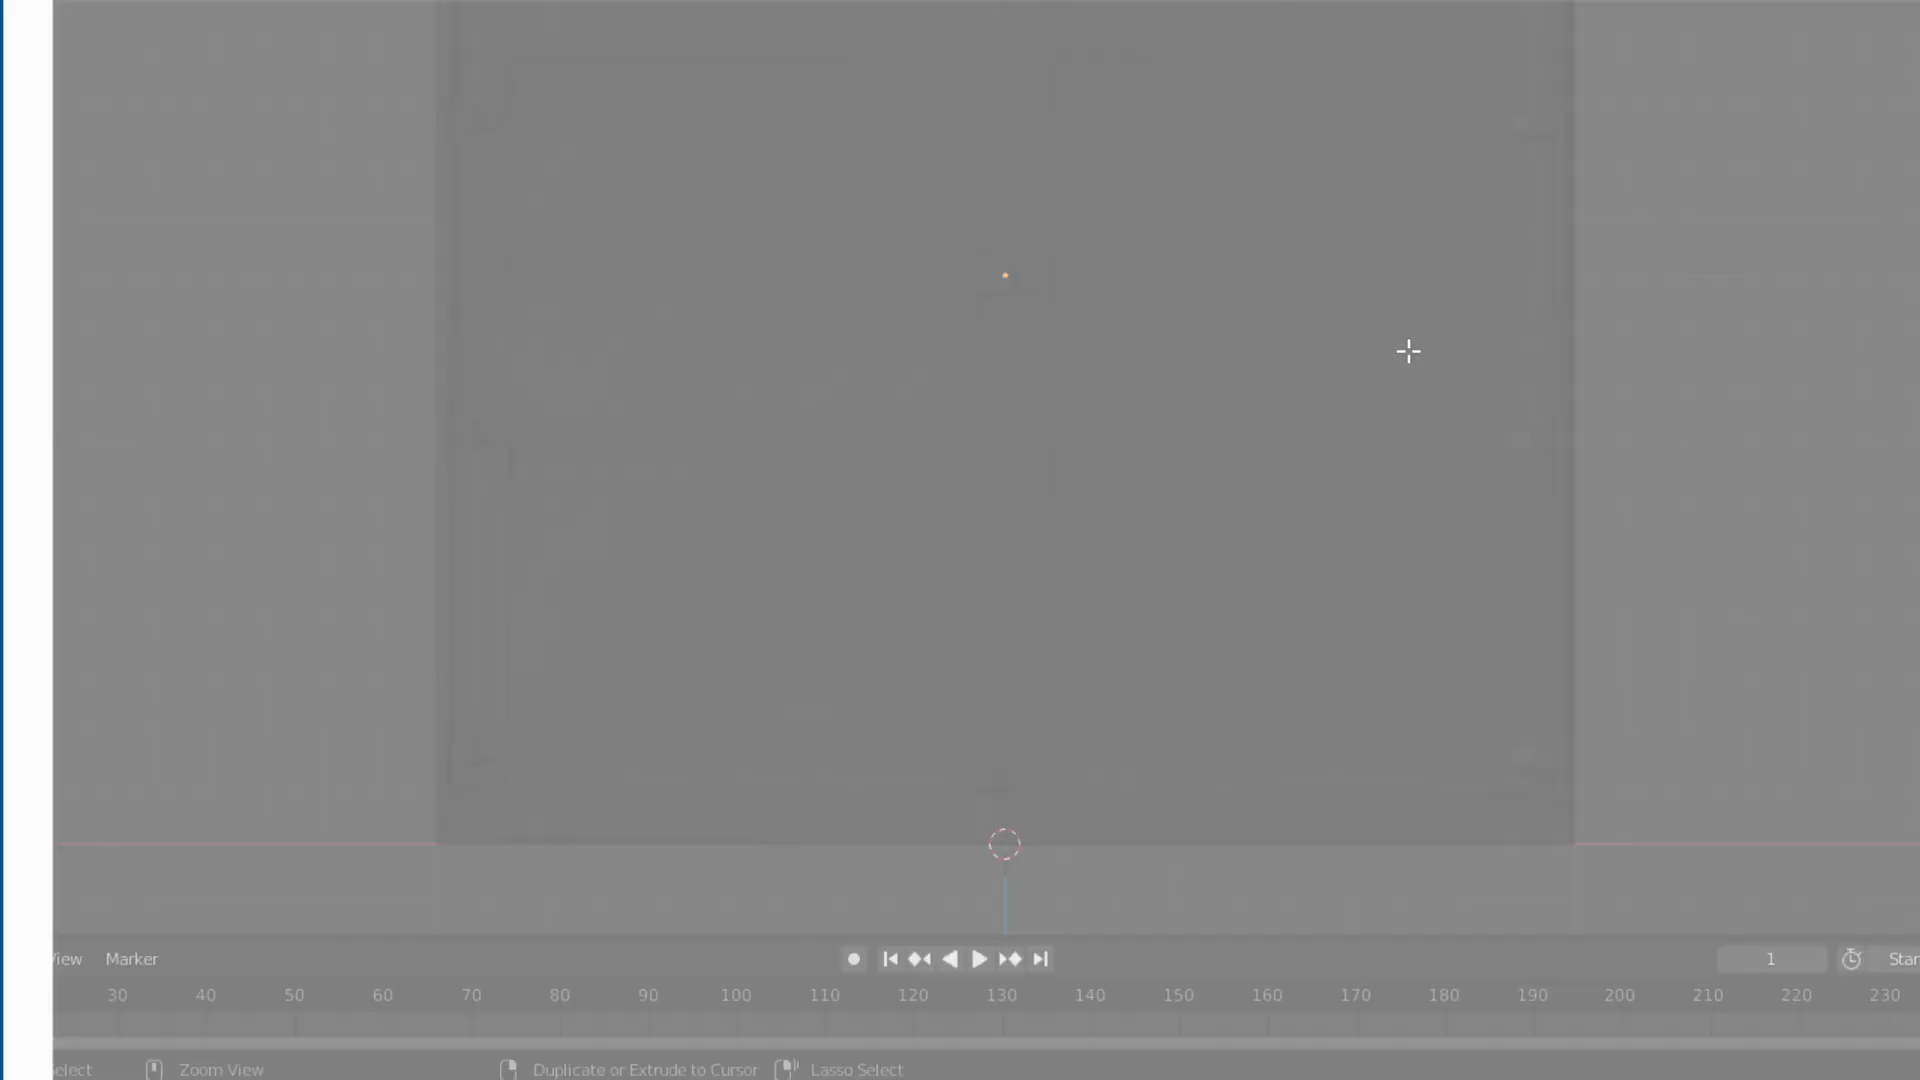 View Marker 1 Star
30 40 50 60 70 80 90 100 110 120 130 140 150 160 170 180 190 200 210 220 230
elect Zoom View Duplicate or Extrude to Cursor Lasso Select